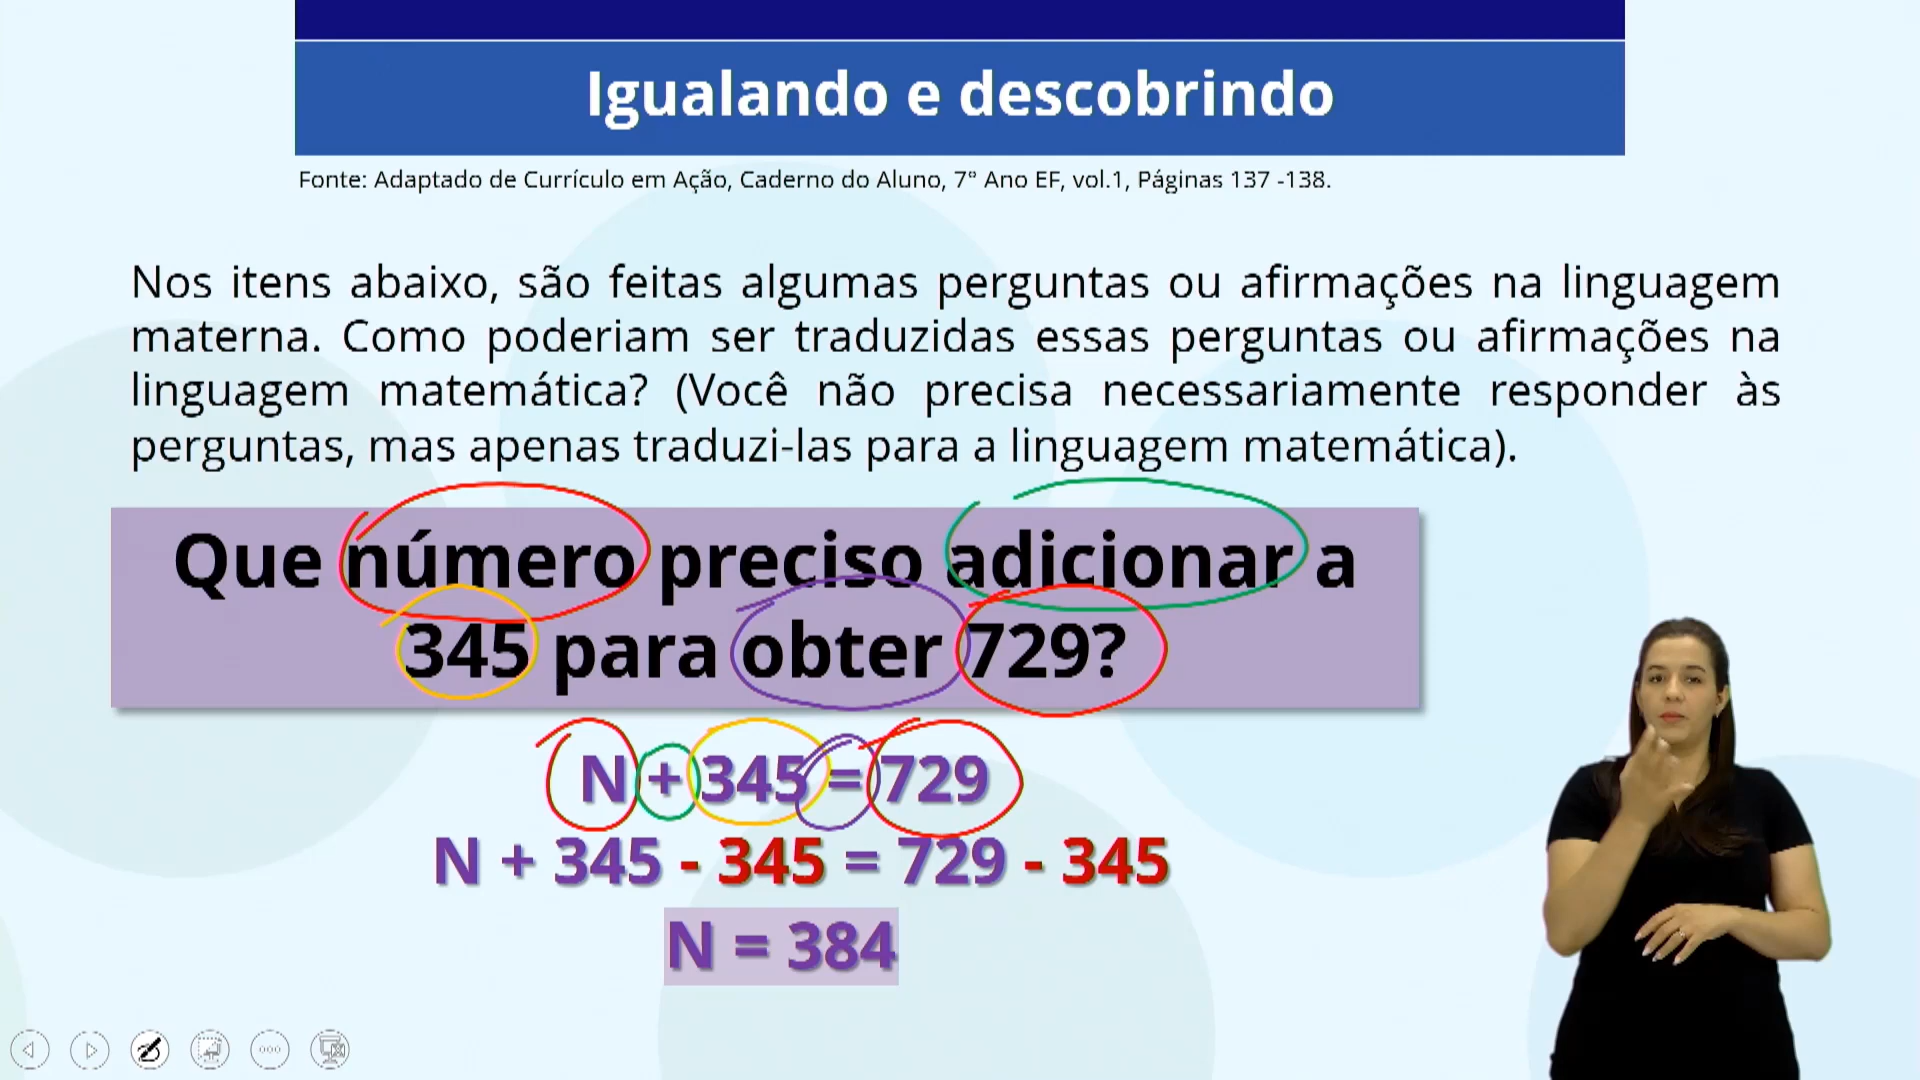 Igualando e descobrindo
Fonte: Adaptado de Currículo em Ação, Caderno do Aluno, 7° Ano EF, vol.1, Páginas 137 -138.
Nos itens abaixo, são feitas algumas perguntas ou afirmações na linguagem
materna. Como poderiam ser traduzidas essas perguntas ou afirmações na
linguagem matemática? (Você não precisa necessariamente responder às
perguntas, mas apenas traduzi-las para a linguagem matemática).
Que número preciso adicionar a
345 para obter 729?
N + 345 = 729
N + 345 - 345 = 729 - 345
N = 384